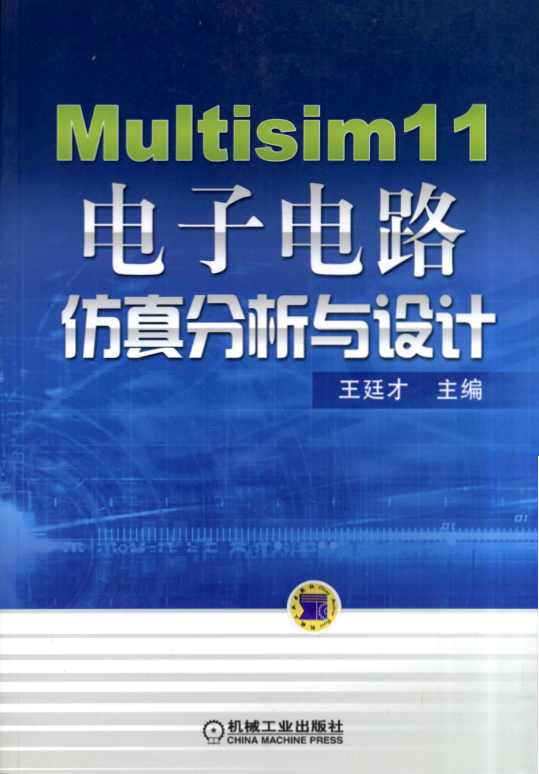 Multisim11
电子电路
仿真分析与设计
王廷才 主编
机械工业出版社
CHINA MACHINE PRESS